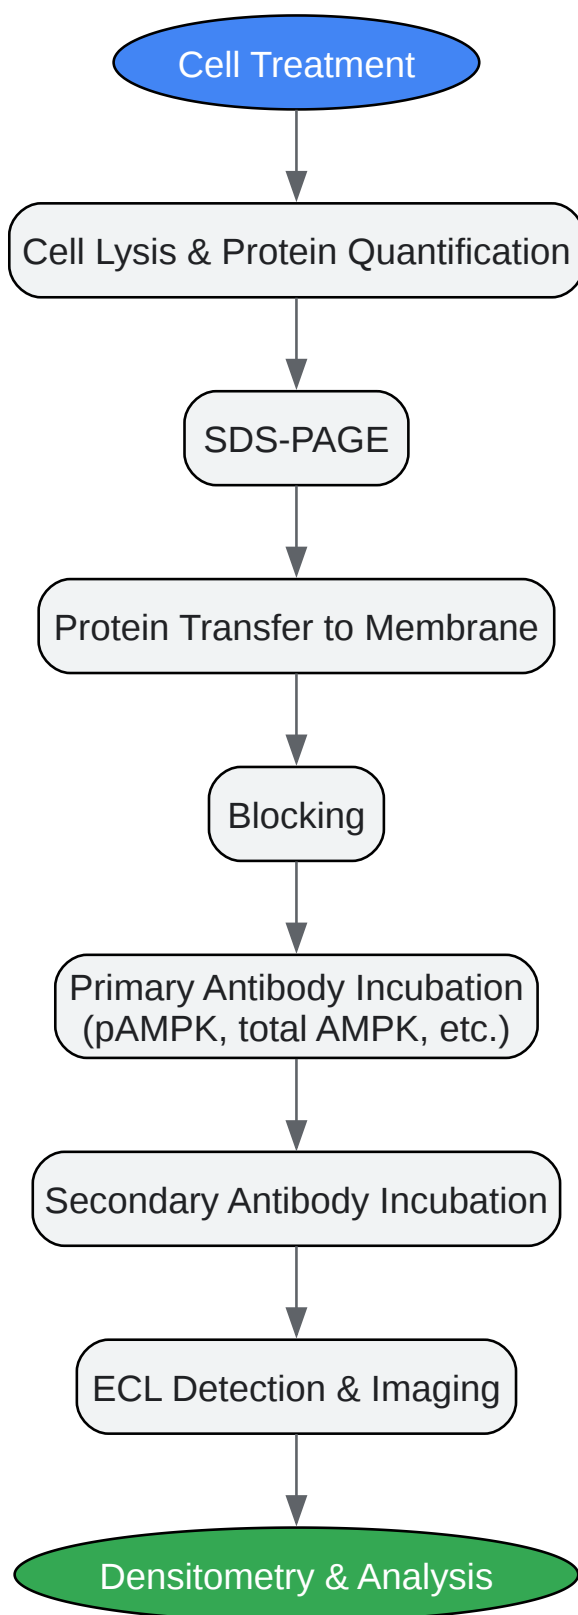 Cell Treatment
Cell Lysis & Protein Quantification
SDS-PAGE
Protein Transfer to Membrane
Blocking
Primary Antibody Incubation
(pAMPK, total AMPK, etc.)
Secondary Antibody Incubation
ECL Detection & Imaging
Densitometry & Analysis